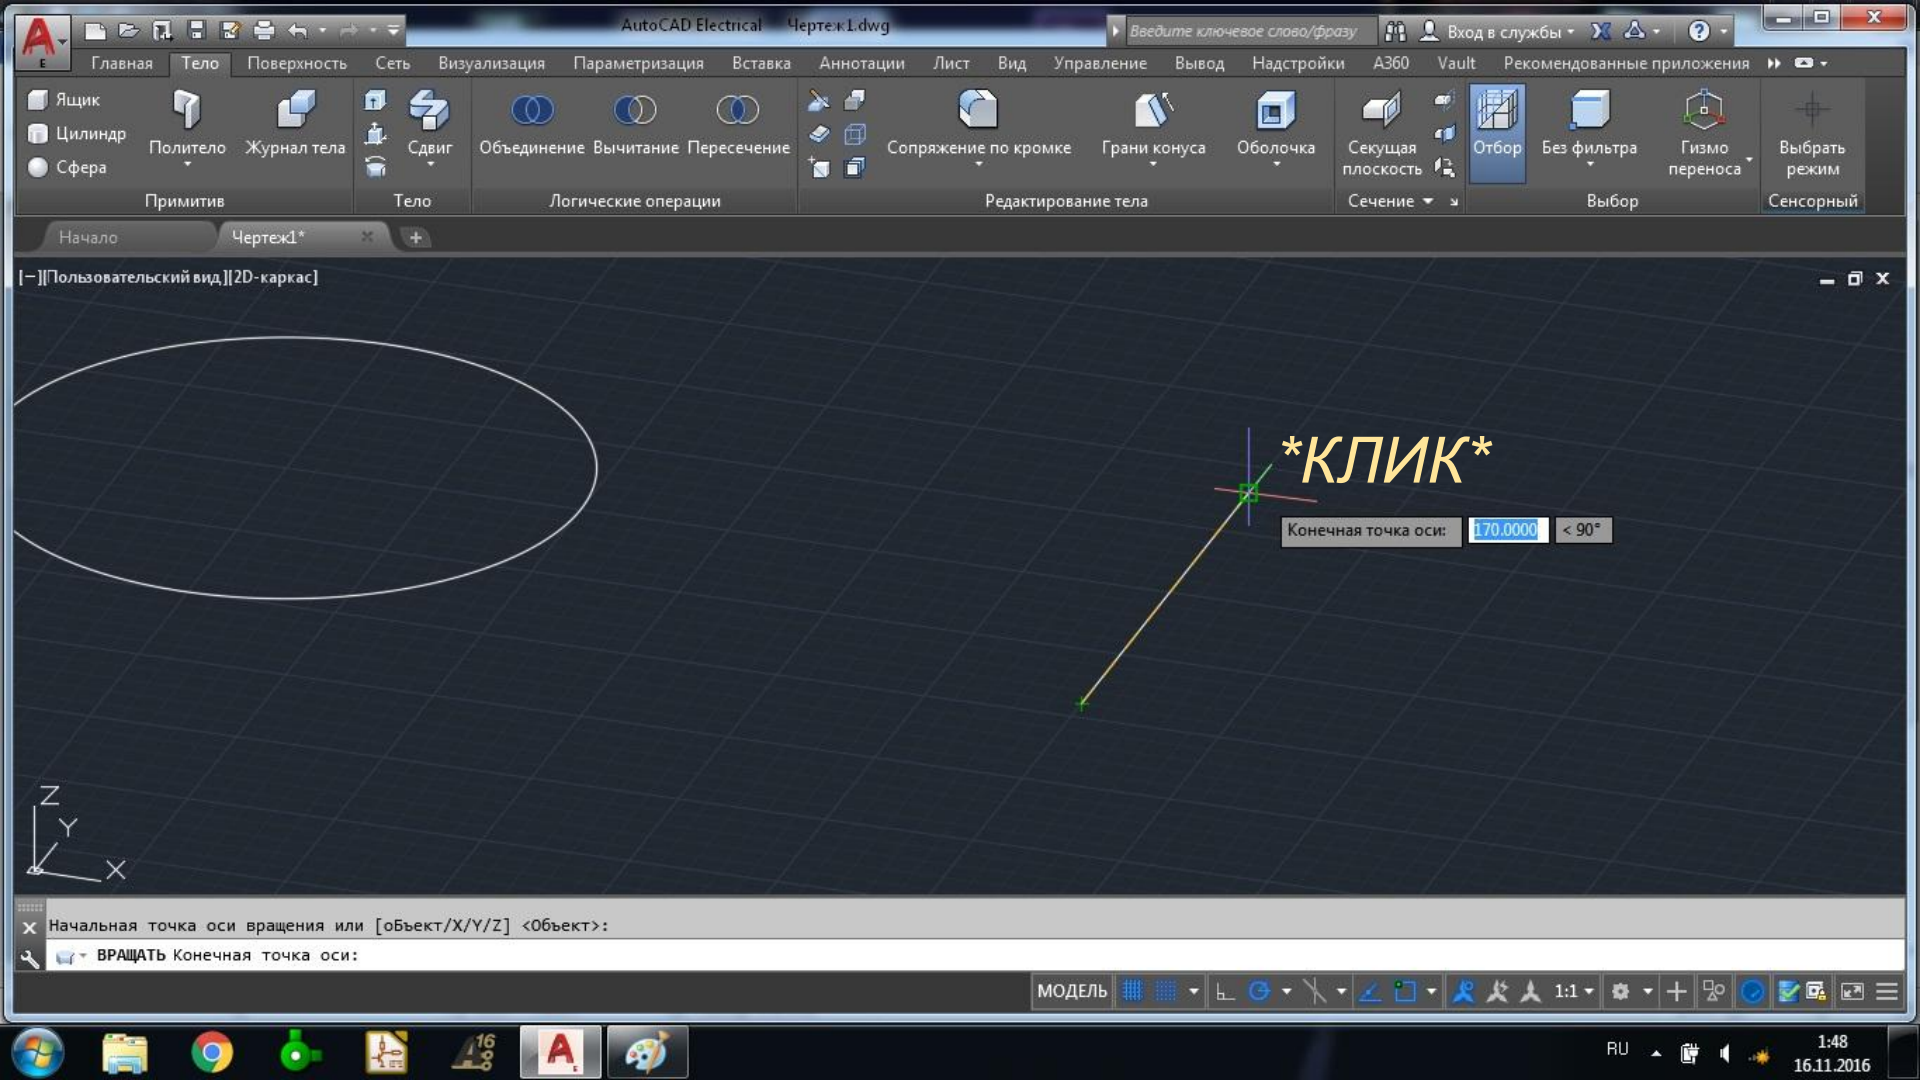 AutoCAD Electrical Чертеж1.dwg
Введите ключевое слово/фразу
Вход в службы
Главная Тело Поверхность Сеть Визуализация Параметризация Вставка Аннотации Лист Вид Управление Вывод Надстройки A360 Vault Рекомендованные приложения
Ящик
Цилиндр
Сфера
Политело
Журнал тела
Примитив
Сдвиг
Тело
Объединение Вычитание Пересечение
Логические операции
Сопряжение по кромке
Грани конуса
Оболочка
Редактирование тела
Секущая
плоскость
Сечение
Отбор
Без фильтра
Гизмо
переноса
Выбор
Выбрать
режим
Сенсорный
Начало
Чертеж1*
[−][Пользовательский вид][2D-каркас]
*КЛИК*
Конечная точка оси: 170.0000 < 90°
Z
Y
X
Начальная точка оси вращения или [оБъект/X/Y/Z] <Объект>:
ВРАЩАТЬ Конечная точка оси:
МОДЕЛЬ
1:1
RU
1:48
16.11.2016